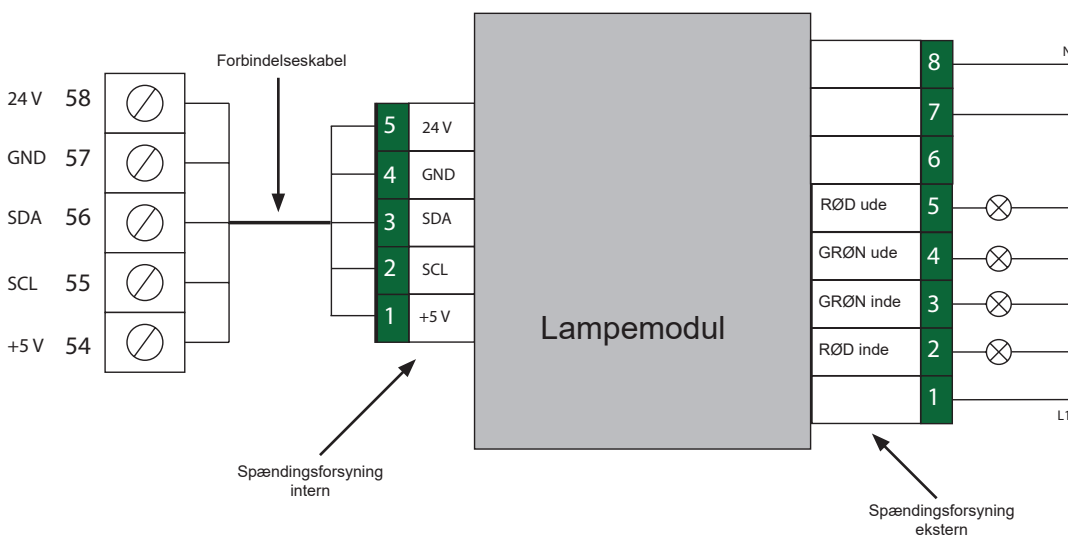 Forbindelseskabel
24 V 58
GND 57
SDA 56
SCL 55
+5 V 54
5 24 V
4 GND
3 SDA
2 SCL
1 +5 V
Spændingsforsyning
intern
Lampemodul
8 N
7
6
RØD ude 5
GRØN ude 4
GRØN inde 3
RØD inde 2
1 L1
Spændingsforsyning
ekstern